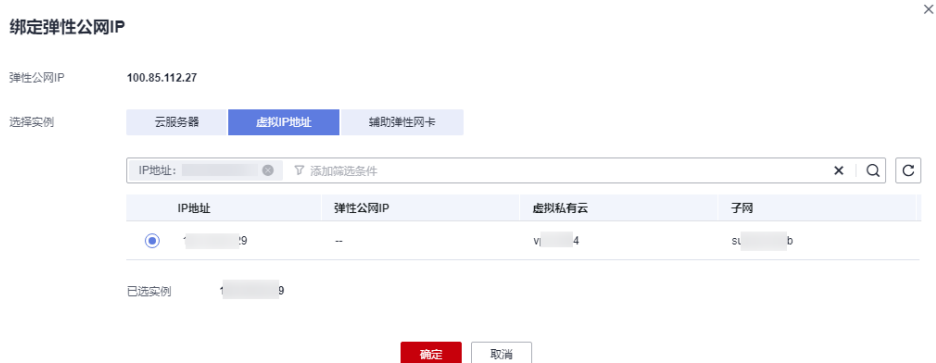 绑定弹性公网IP
弹性公网IP 100.85.112.27
选择实例 云服务器 虚拟IP地址 辅助弹性网卡
IP地址: 添加筛选条件
IP地址 弹性公网IP 虚拟私有云 子网
-- 
已选实例
确定 取消